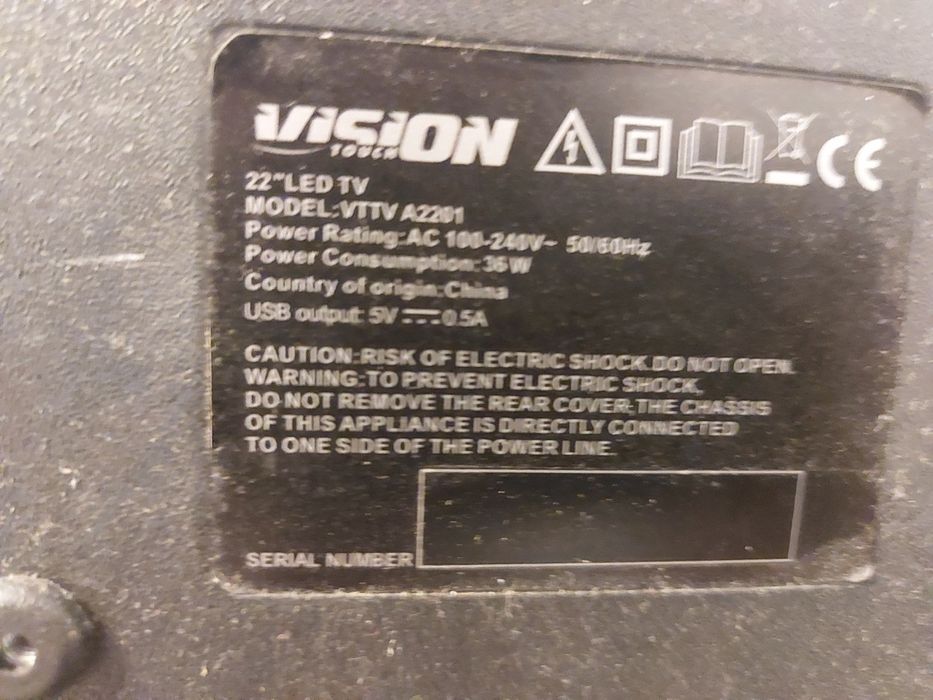 VISION
TOUCH
22"LED TV
MODEL:VTTV A2201
Power Rating:AC 100-240V~ 50/60Hz
Power Consumption:36W
Country of origin:China
USB output: 5V ⎓ 0.5A
CAUTION:RISK OF ELECTRIC SHOCK.DO NOT OPEN.
WARNING:TO PREVENT ELECTRIC SHOCK,
DO NOT REMOVE THE REAR COVER.THE CHASSIS
OF THIS APPLIANCE IS DIRECTLY CONNECTED
TO ONE SIDE OF THE POWER LINE.
SERIAL NUMBER